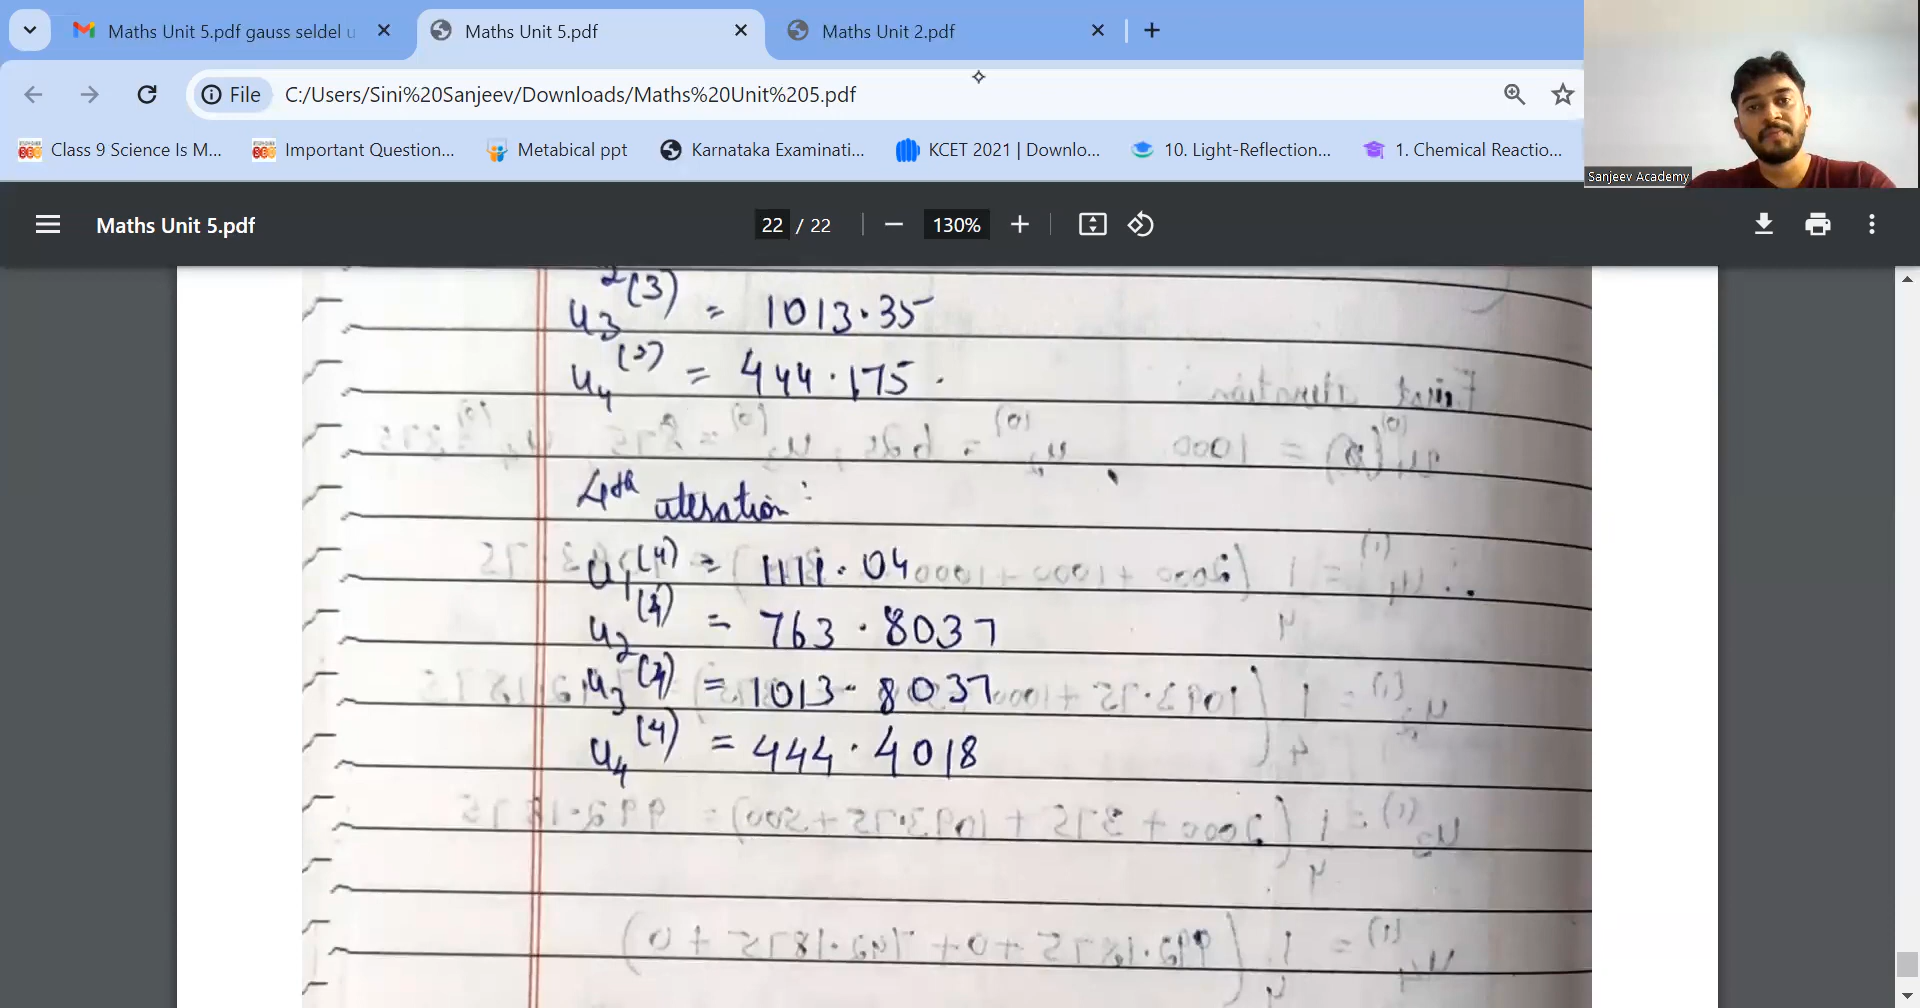 Maths Unit 5.pdf gauss seldel u
Maths Unit 5.pdf
Maths Unit 2.pdf
File C:/Users/Sini%20Sanjeev/Downloads/Maths%20Unit%205.pdf
Class 9 Science Is M...
Important Question...
Metabical ppt
Karnataka Examinati...
KCET 2021 | Downlo...
10. Light-Reflection...
1. Chemical Reactio...
Sanjeev Academy
Maths Unit 5.pdf
22 / 22
130%
u₃⁽³⁾ = 1013.35
u₄⁽³⁾ = 444.175.
4th iteration:
u₁⁽⁴⁾ = 1111.04
u₂⁽⁴⁾ = 763.8037
u₃⁽⁴⁾ = 1013.8037
u₄⁽⁴⁾ = 444.4018